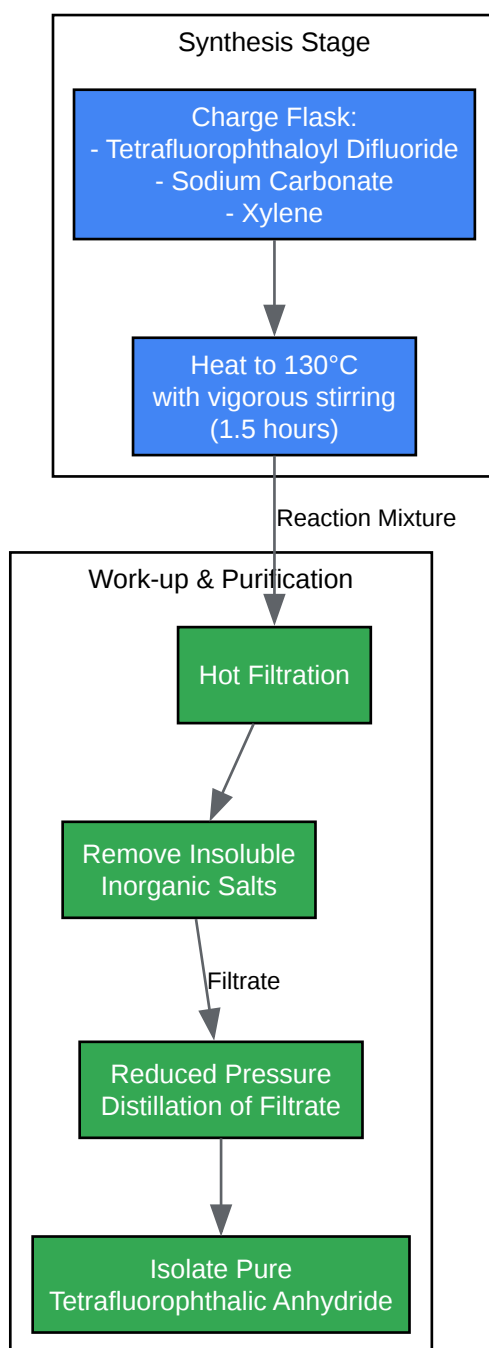 Synthesis Stage
Charge Flask:
- Tetrafluorophthaloyl Difluoride
- Sodium Carbonate
- Xylene
Heat to 130°C
with vigorous stirring
(1.5 hours)
Reaction Mixture
Work-up & Purification
Hot Filtration
Remove Insoluble
Inorganic Salts
Filtrate
Reduced Pressure
Distillation of Filtrate
Isolate Pure
Tetrafluorophthalic Anhydride